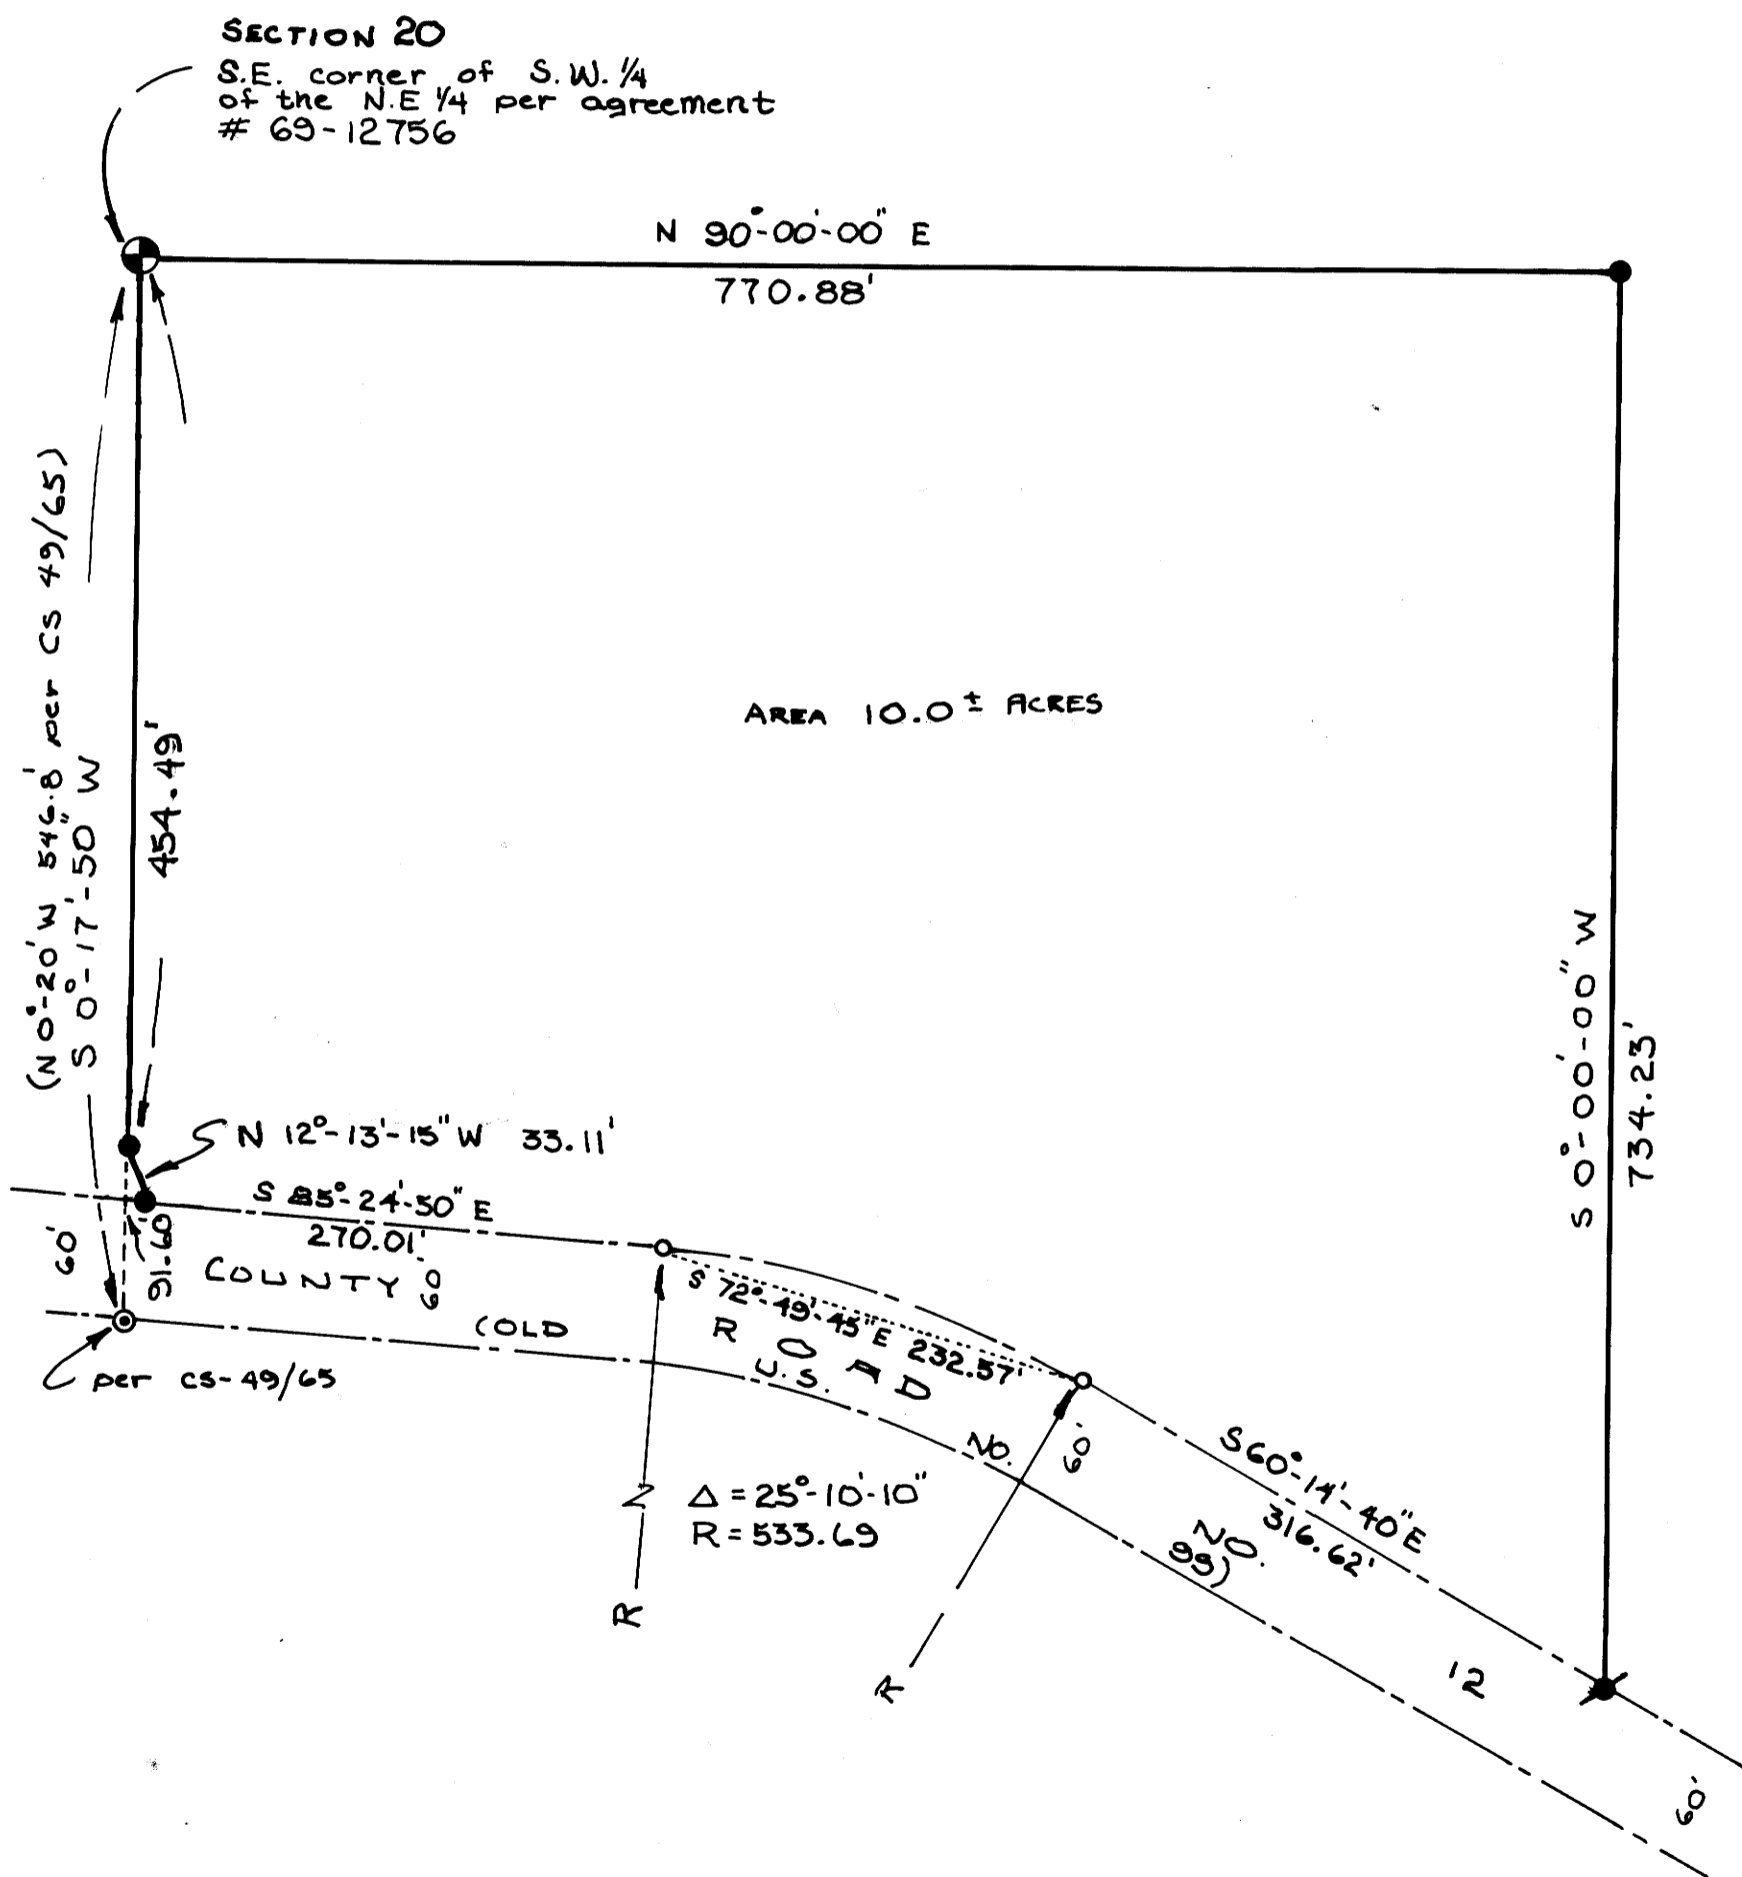 SECTION 20
S.E. corner of S.W. 1/4
of the N.E 1/4 per agreement
# 69-12756
N 90°-00'-00" E
770.88'
(N 0°-20' W 546.8' per CS 49/65)
S 0°-17'-50" W
454.49'
AREA 10.0± ACRES
S 0°-00'-00" W
734.23'
N 12°-13'-15" W 33.11'
S 85°-24'-50" E
270.01'
60'
91.60'
COUNTY
60'
(OLD
per CS-49/65
S 72°-49'-45" E 232.57'
ROAD
U.S.
No.
60'
Δ = 25°-10'-10"
R = 533.69
R
R
S 60°-14'-40" E
316.62'
NO.
99)
12
60'